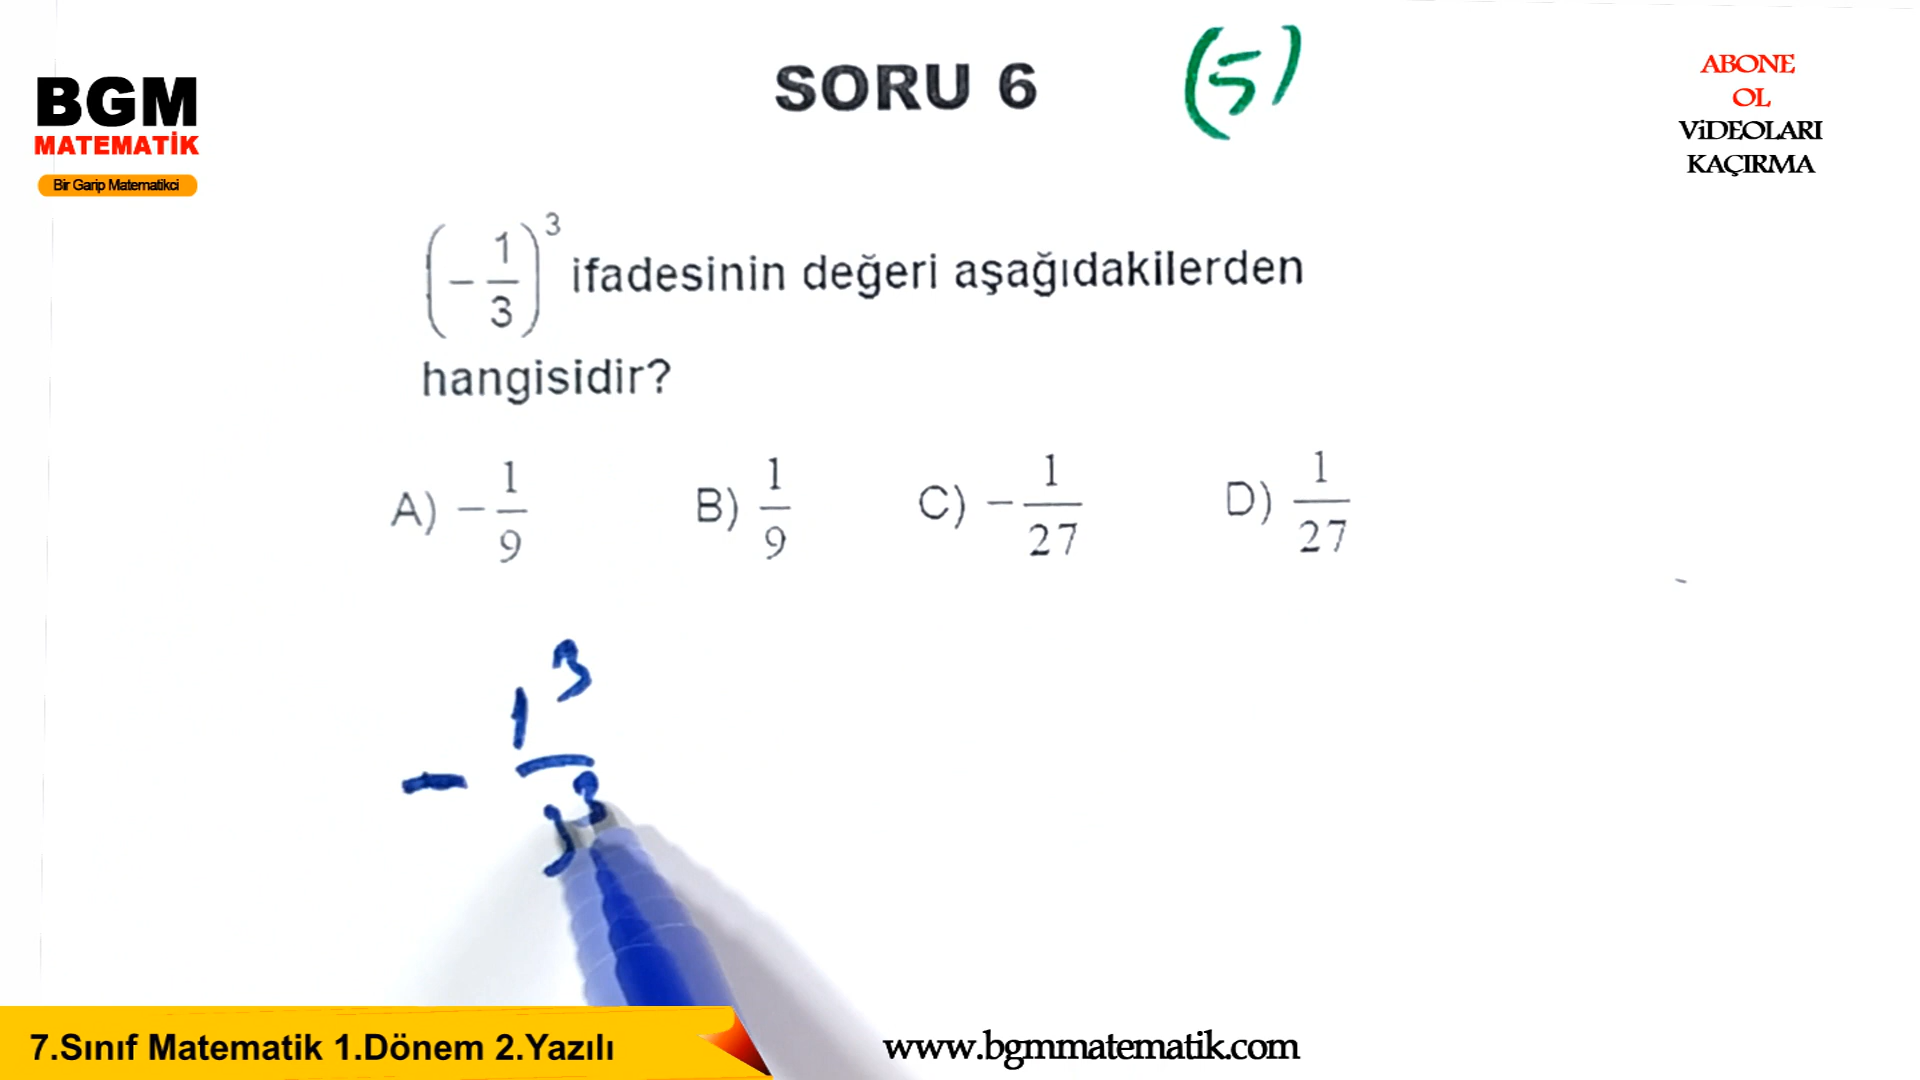 SORU 6 (5)
BGM
MATEMATİK
Bir Garip Matematikci
ABONE
OL
ViDEOLARI
KAÇIRMA
(-1/3)³ ifadesinin değeri aşağıdakilerden
hangisidir?
A) -1/9 B) 1/9 C) -1/27 D) 1/27
- 1³/3³
7.Sınıf Matematik 1.Dönem 2.Yazılı
www.bgmmatematik.com